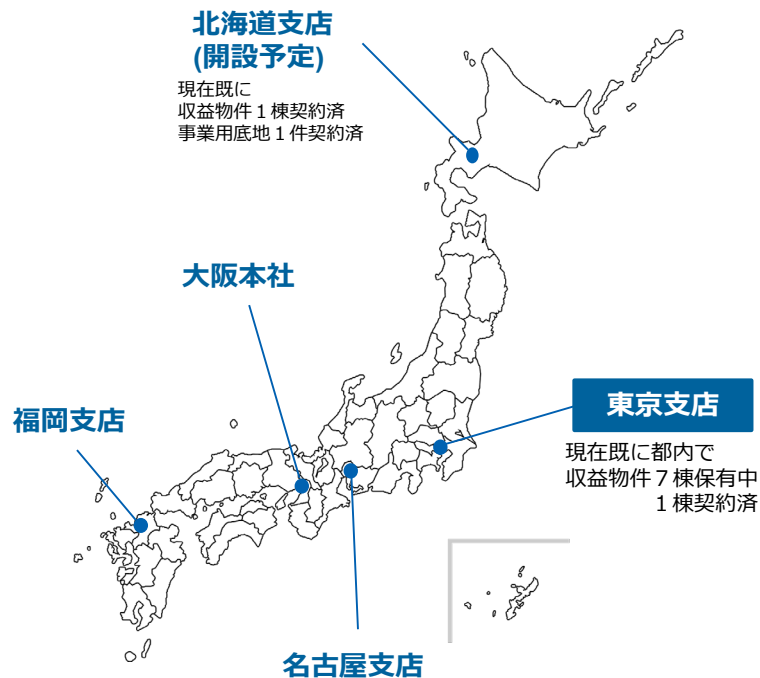 北海道支店
(開設予定)
現在既に
収益物件１棟契約済
事業用底地１件契約済
大阪本社
福岡支店
東京支店
現在既に都内で
収益物件７棟保有中
１棟契約済
名古屋支店